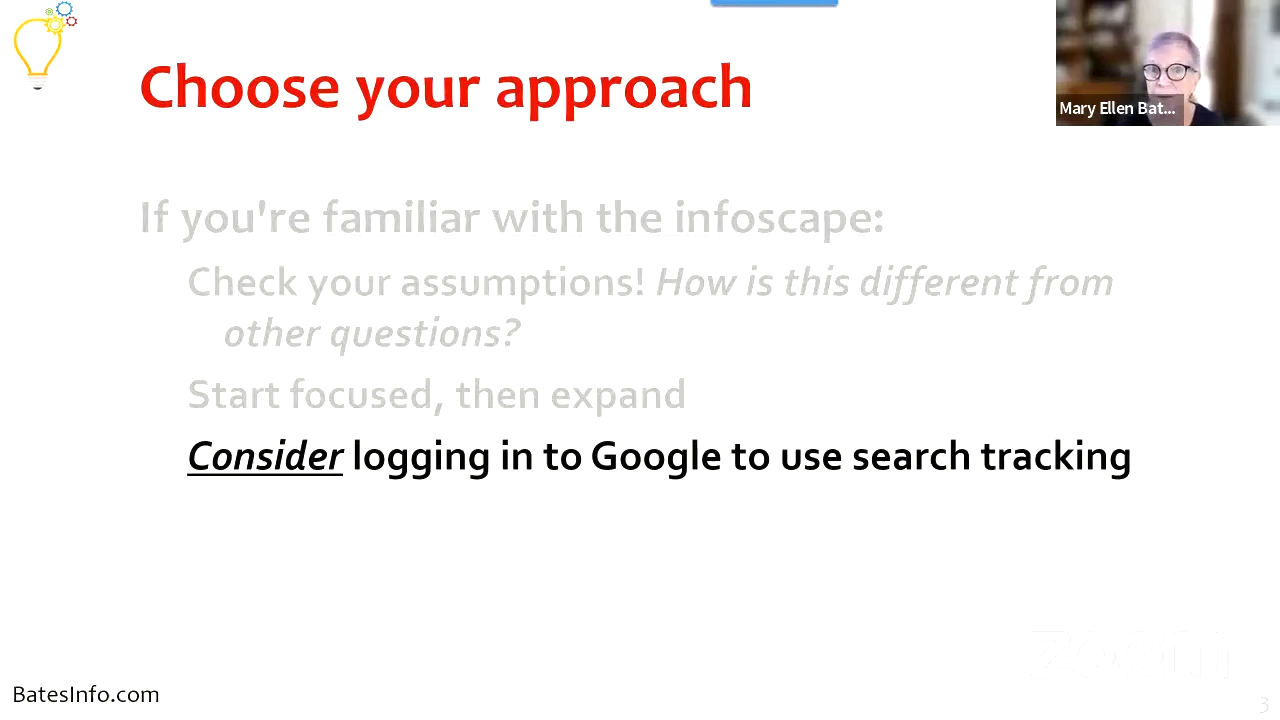 Choose your approach
Mary Ellen Bat...
If you're familiar with the infoscape:
Check your assumptions! How is this different from
other questions?
Start focused, then expand
Consider logging in to Google to use search tracking
zoom
BatesInfo.com
3